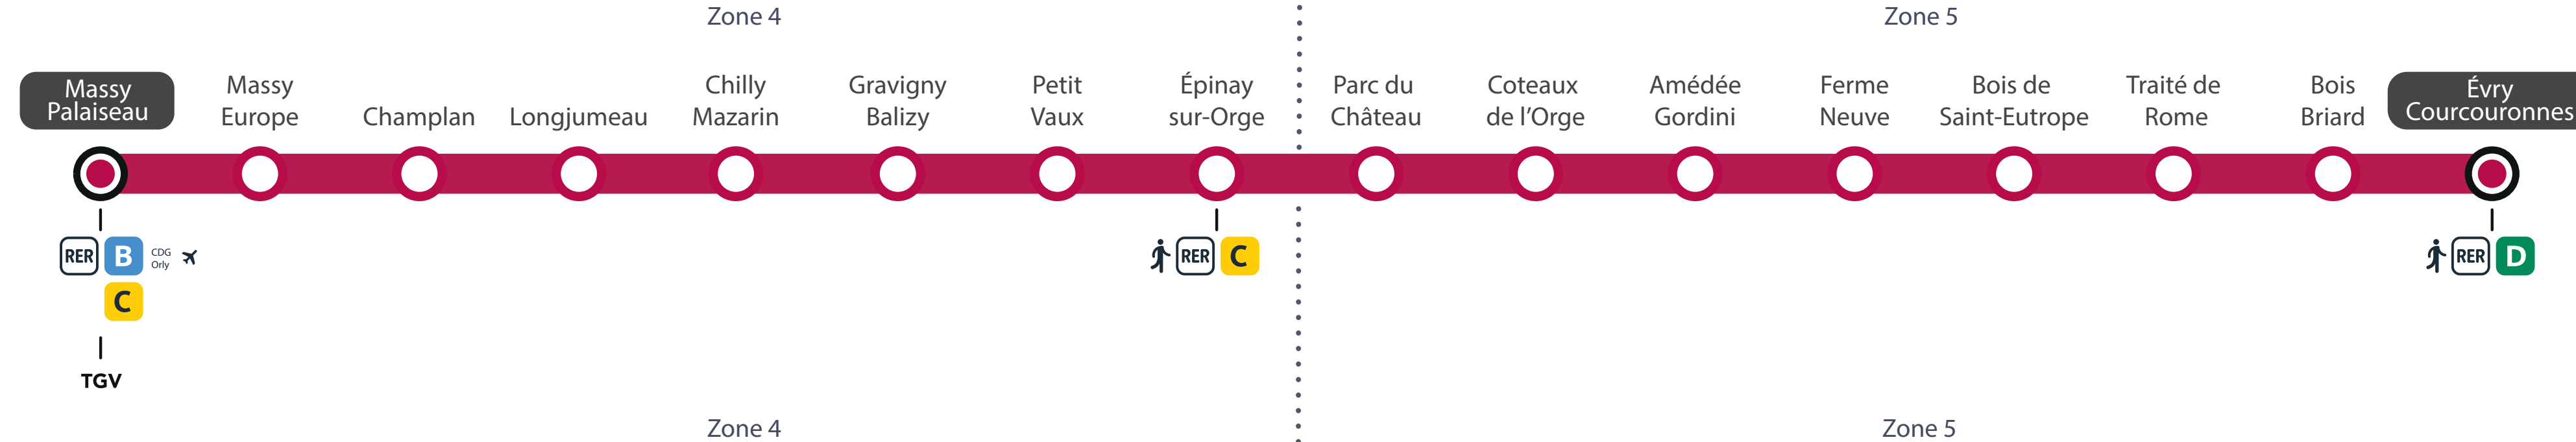 Zone 4
Zone 5
Massy
Palaiseau
Massy
Europe
Champlan
Longjumeau
Chilly
Mazarin
Gravigny
Balizy
Petit
Vaux
Épinay
sur-Orge
Parc du
Château
Coteaux
de l'Orge
Amédée
Gordini
Ferme
Neuve
Bois de
Saint-Eutrope
Traité de
Rome
Bois
Briard
Évry
Courcouronnes
RER B CDG
Orly
C
TGV
RER C
RER D
Zone 4
Zone 5